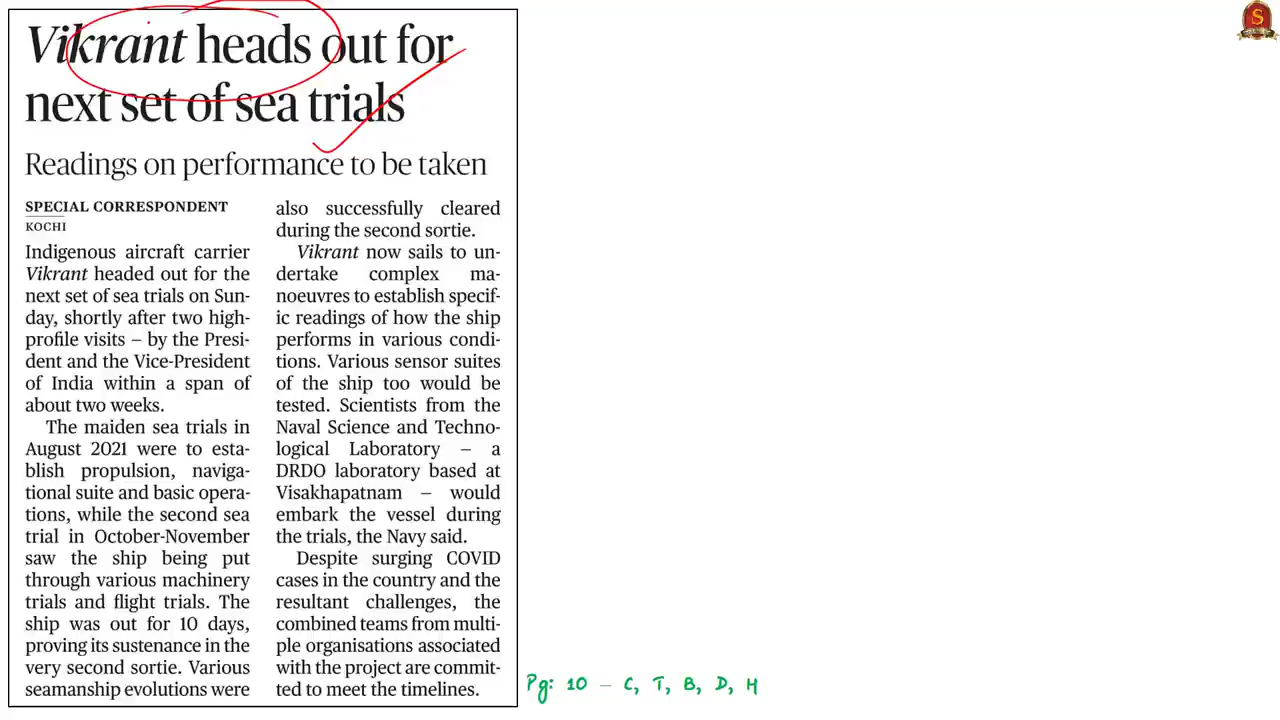 Vikrant heads out for
next set of sea trials
Readings on performance to be taken
SPECIAL CORRESPONDENT
KOCHI
Indigenous aircraft carrier
Vikrant headed out for the
next set of sea trials on Sun-
day, shortly after two high-
profile visits – by the Presi-
dent and the Vice-President
of India within a span of
about two weeks.
The maiden sea trials in
August 2021 were to esta-
blish propulsion, naviga-
tional suite and basic opera-
tions, while the second sea
trial in October-November
saw the ship being put
through various machinery
trials and flight trials. The
ship was out for 10 days,
proving its sustenance in the
very second sortie. Various
seamanship evolutions were
also successfully cleared
during the second sortie.
Vikrant now sails to un-
dertake complex ma-
noeuvres to establish specif-
ic readings of how the ship
performs in various condi-
tions. Various sensor suites
of the ship too would be
tested. Scientists from the
Naval Science and Techno-
logical Laboratory – a
DRDO laboratory based at
Visakhapatnam – would
embark the vessel during
the trials, the Navy said.
Despite surging COVID
cases in the country and the
resultant challenges, the
combined teams from multi-
ple organisations associated
with the project are commit-
ted to meet the timelines.
Pg: 10 – C, T, B, D, H
S